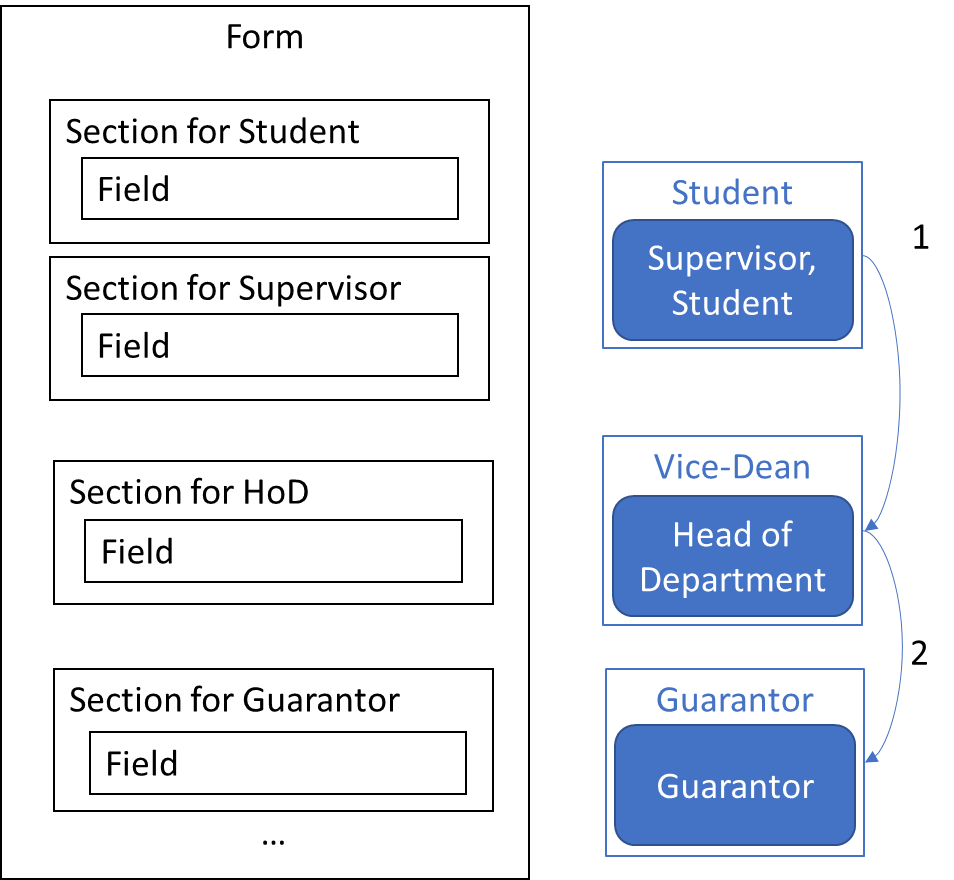 Form
Section for Student
Field
Section for Supervisor
Field
Section for HoD
Field
Section for Guarantor
Field
...
Student
Supervisor,
Student
1
Vice-Dean
Head of
Department
2
Guarantor
Guarantor